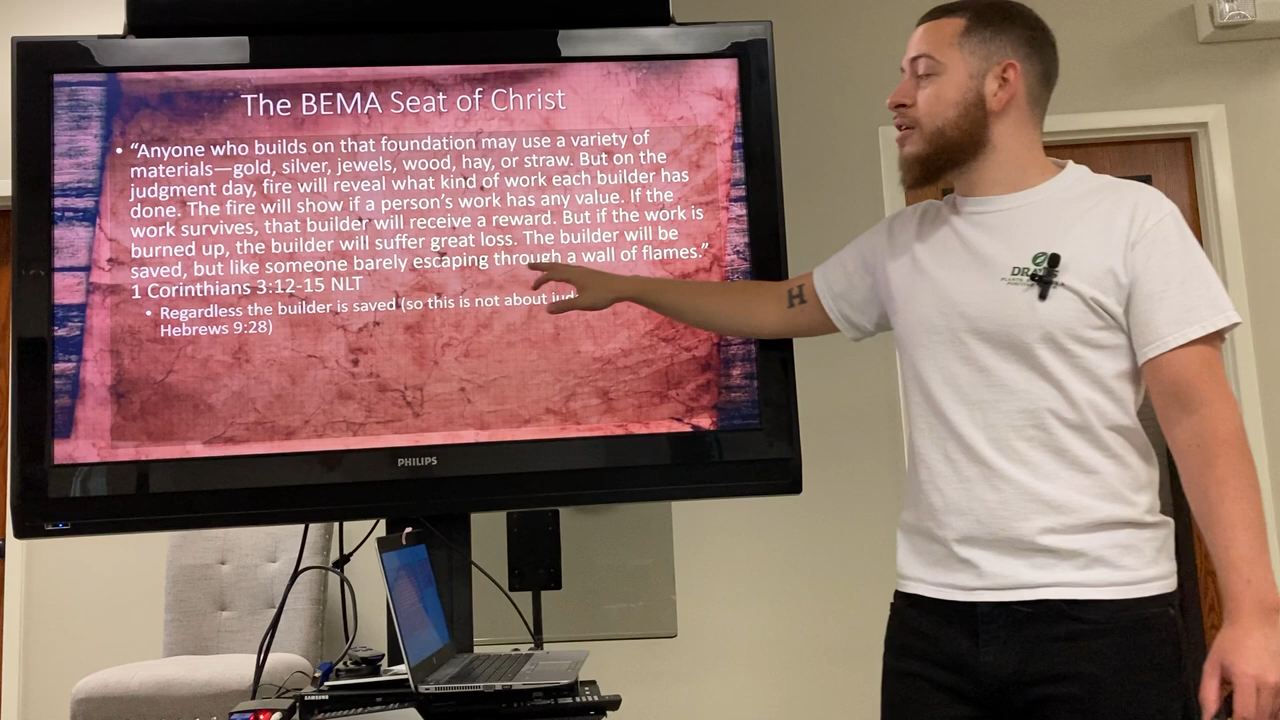 The BEMA Seat of Christ
• “Anyone who builds on that foundation may use a variety of
materials—gold, silver, jewels, wood, hay, or straw. But on the
judgment day, fire will reveal what kind of work each builder has
done. The fire will show if a person’s work has any value. If the
work survives, that builder will receive a reward. But if the work is
burned up, the builder will suffer great loss. The builder will be
saved, but like someone barely escaping through a wall of flames.”
1 Corinthians 3:12-15 NLT
• Regardless the builder is saved (so this is not about
Hebrews 9:28)
PHILIPS
H
SAMSUNG